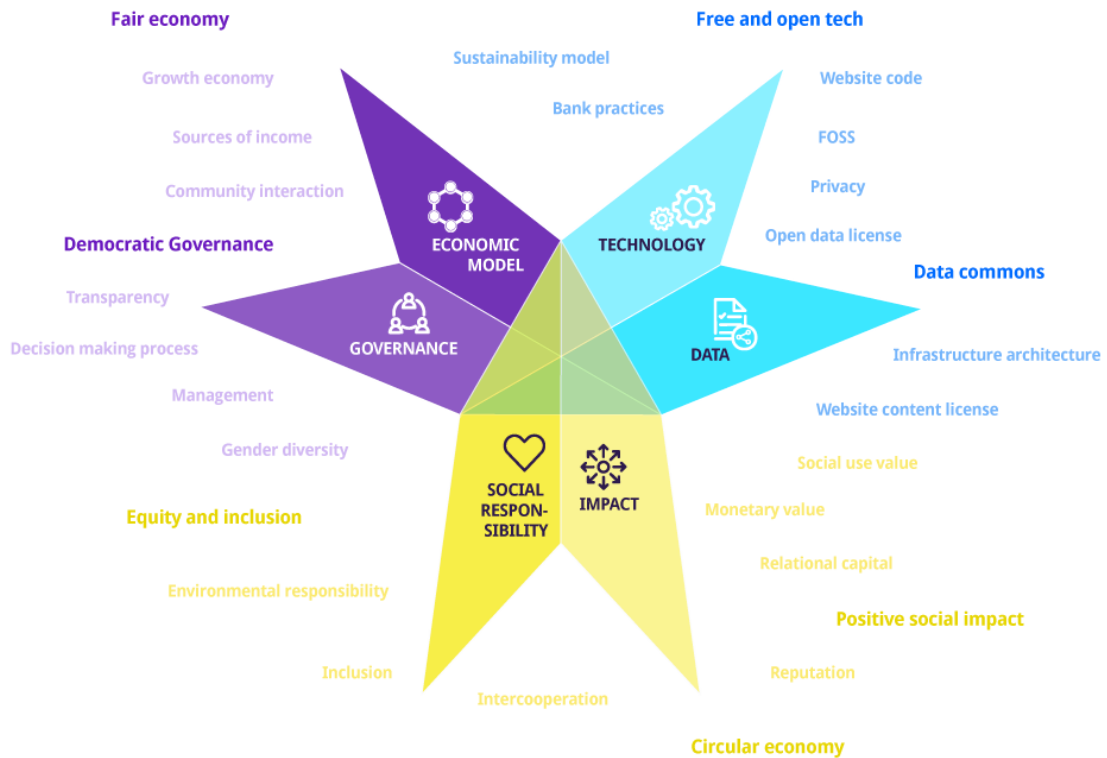 Fair economy
Free and open tech
Sustainability model
Growth economy
Website code
Bank practices
Sources of income
FOSS
Community interaction
Privacy
Open data license
Democratic Governance
ECONOMIC
MODEL
TECHNOLOGY
Data commons
Transparency
GOVERNANCE
DATA
Decision making process
Infrastructure architecture
Management
Website content license
Gender diversity
Social use value
SOCIAL
RESPON-
SIBILITY
IMPACT
Monetary value
Equity and inclusion
Relational capital
Environmental responsibility
Positive social impact
Inclusion
Reputation
Intercooperation
Circular economy